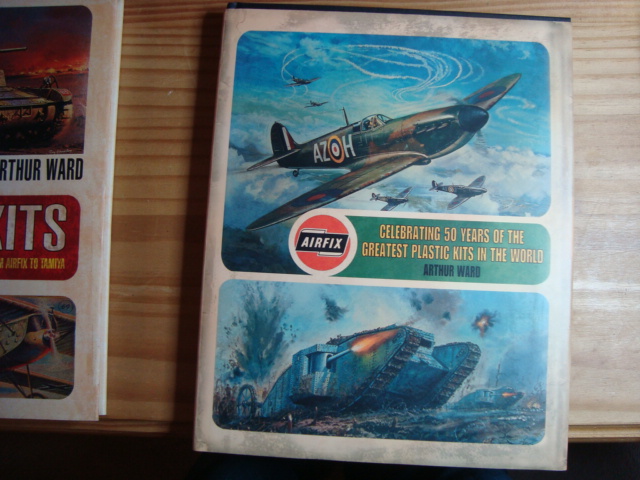 ARTHUR WARD
KITS
M AIRFIX TO TAMIYA
AZ H
AIRFIX
CELEBRATING 50 YEARS OF THE
GREATEST PLASTIC KITS IN THE WORLD
ARTHUR WARD